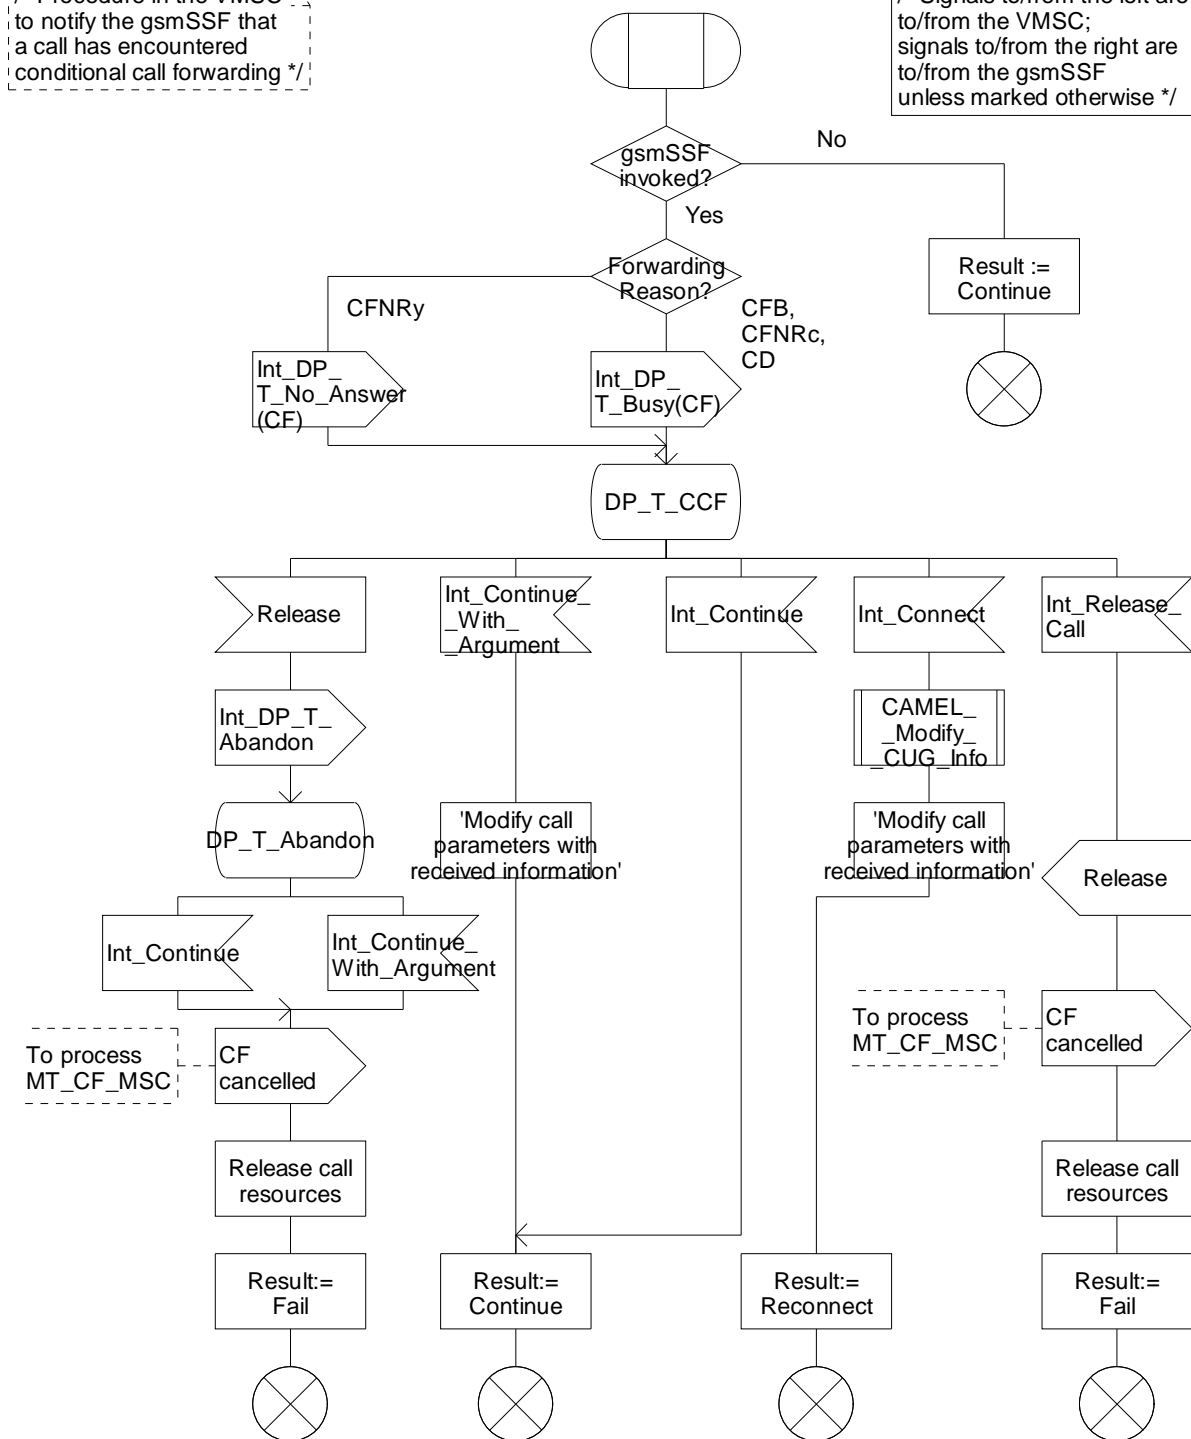 /* Procedure in the VMSC
to notify the gsmSSF that
a call has encountered
conditional call forwarding */
/* Signals to/from the left are
to/from the VMSC;
signals to/from the right are
to/from the gsmSSF
unless marked otherwise */
gsmSSF
invoked?
No
Yes
Forwarding
Reason?
Result :=
Continue
CFNRy
CFB,
CFNRc,
CD
Int_DP_
T_No_Answer
(CF)
Int_DP_
T_Busy(CF)
DP_T_CCF
Release
Int_Continue_
_With_
_Argument
Int_Continue
Int_Connect
Int_Release_
Call
Int_DP_T_
Abandon
CAMEL_
_Modify_
_CUG_Info
DP_T_Abandon
'Modify call
parameters with
received information'
'Modify call
parameters with
received information'
Release
Int_Continue
Int_Continue_
With_Argument
To process
MT_CF_MSC
CF
cancelled
To process
MT_CF_MSC
CF
cancelled
Release call
resources
Release call
resources
Result:=
Fail
Result:=
Continue
Result:=
Reconnect
Result:=
Fail